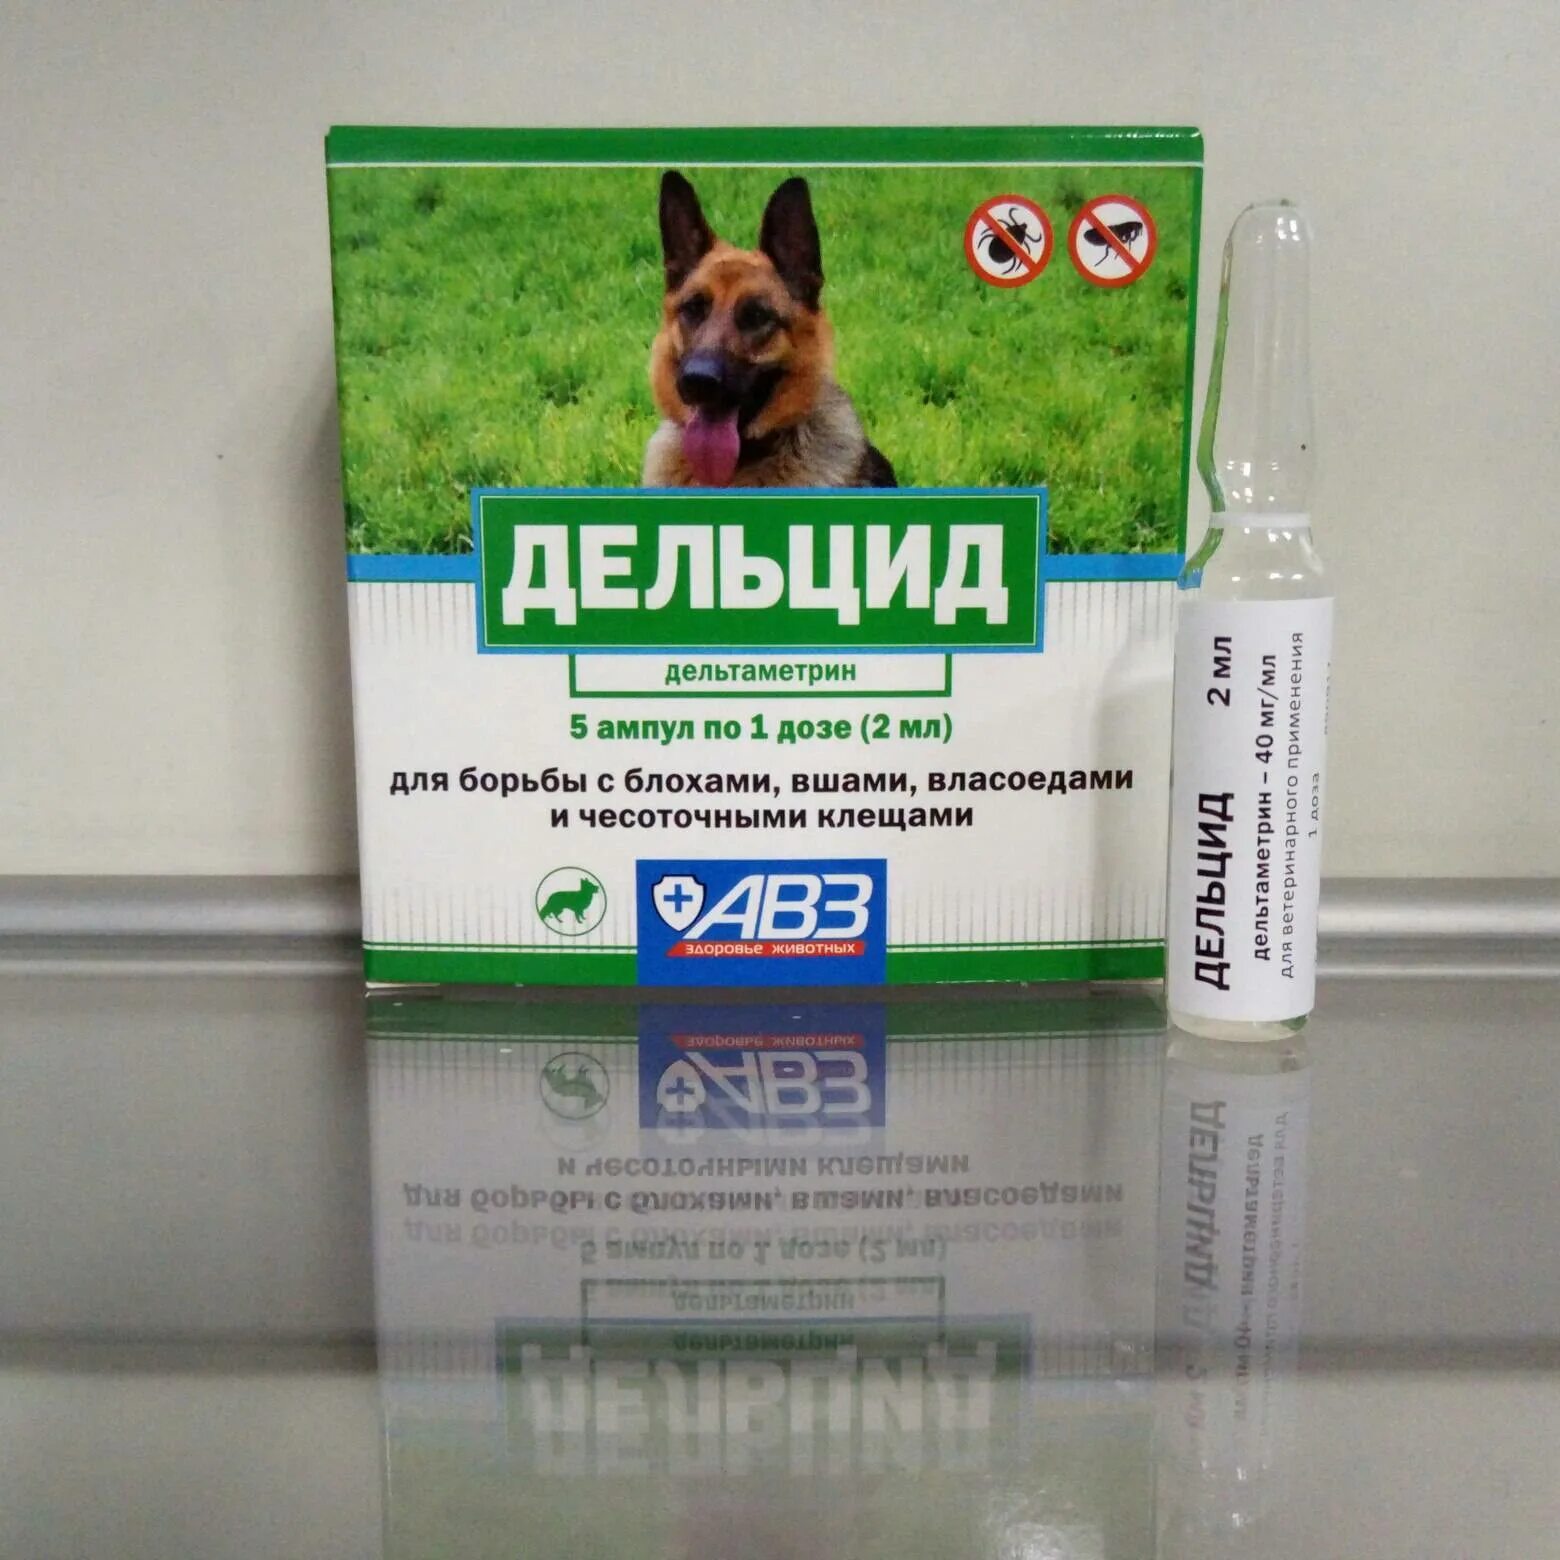 ДЕЛЬЦИД
дельтаметрин
5 ампул по 1 дозе (2 мл)
для борьбы с блохами, вшами, власоедами
и чесоточными клещами
АВЗ
здоровье животных
ДЕЛЬЦИД 2 мл
дельтаметрин – 40 мг/мл
для ветеринарного применения
1 доза